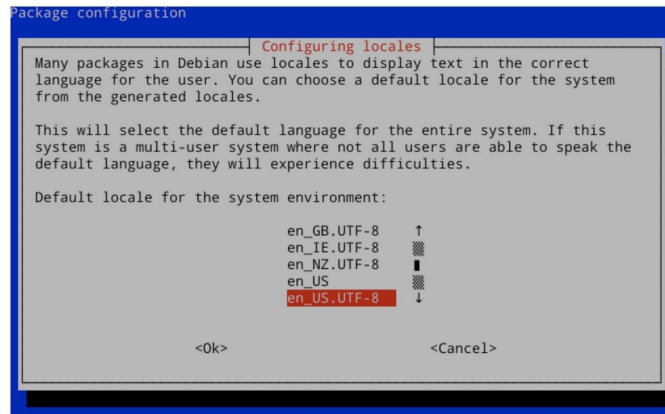 Package configuration
Configuring locales
Many packages in Debian use locales to display text in the correct
language for the user. You can choose a default locale for the system
from the generated locales.
This will select the default language for the entire system. If this
system is a multi-user system where not all users are able to speak the
default language, they will experience difficulties.
Default locale for the system environment:
en_GB.UTF-8 ↑
en_IE.UTF-8
en_NZ.UTF-8
en_US
en_US.UTF-8 ↓
<Ok> <Cancel>